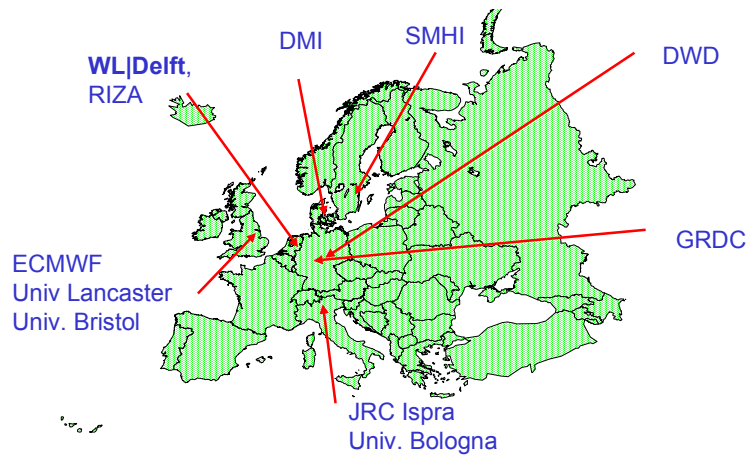 DMI
SMHI
DWD
WL|Delft,
RIZA
GRDC
ECMWF
Univ Lancaster
Univ. Bristol
JRC Ispra
Univ. Bologna